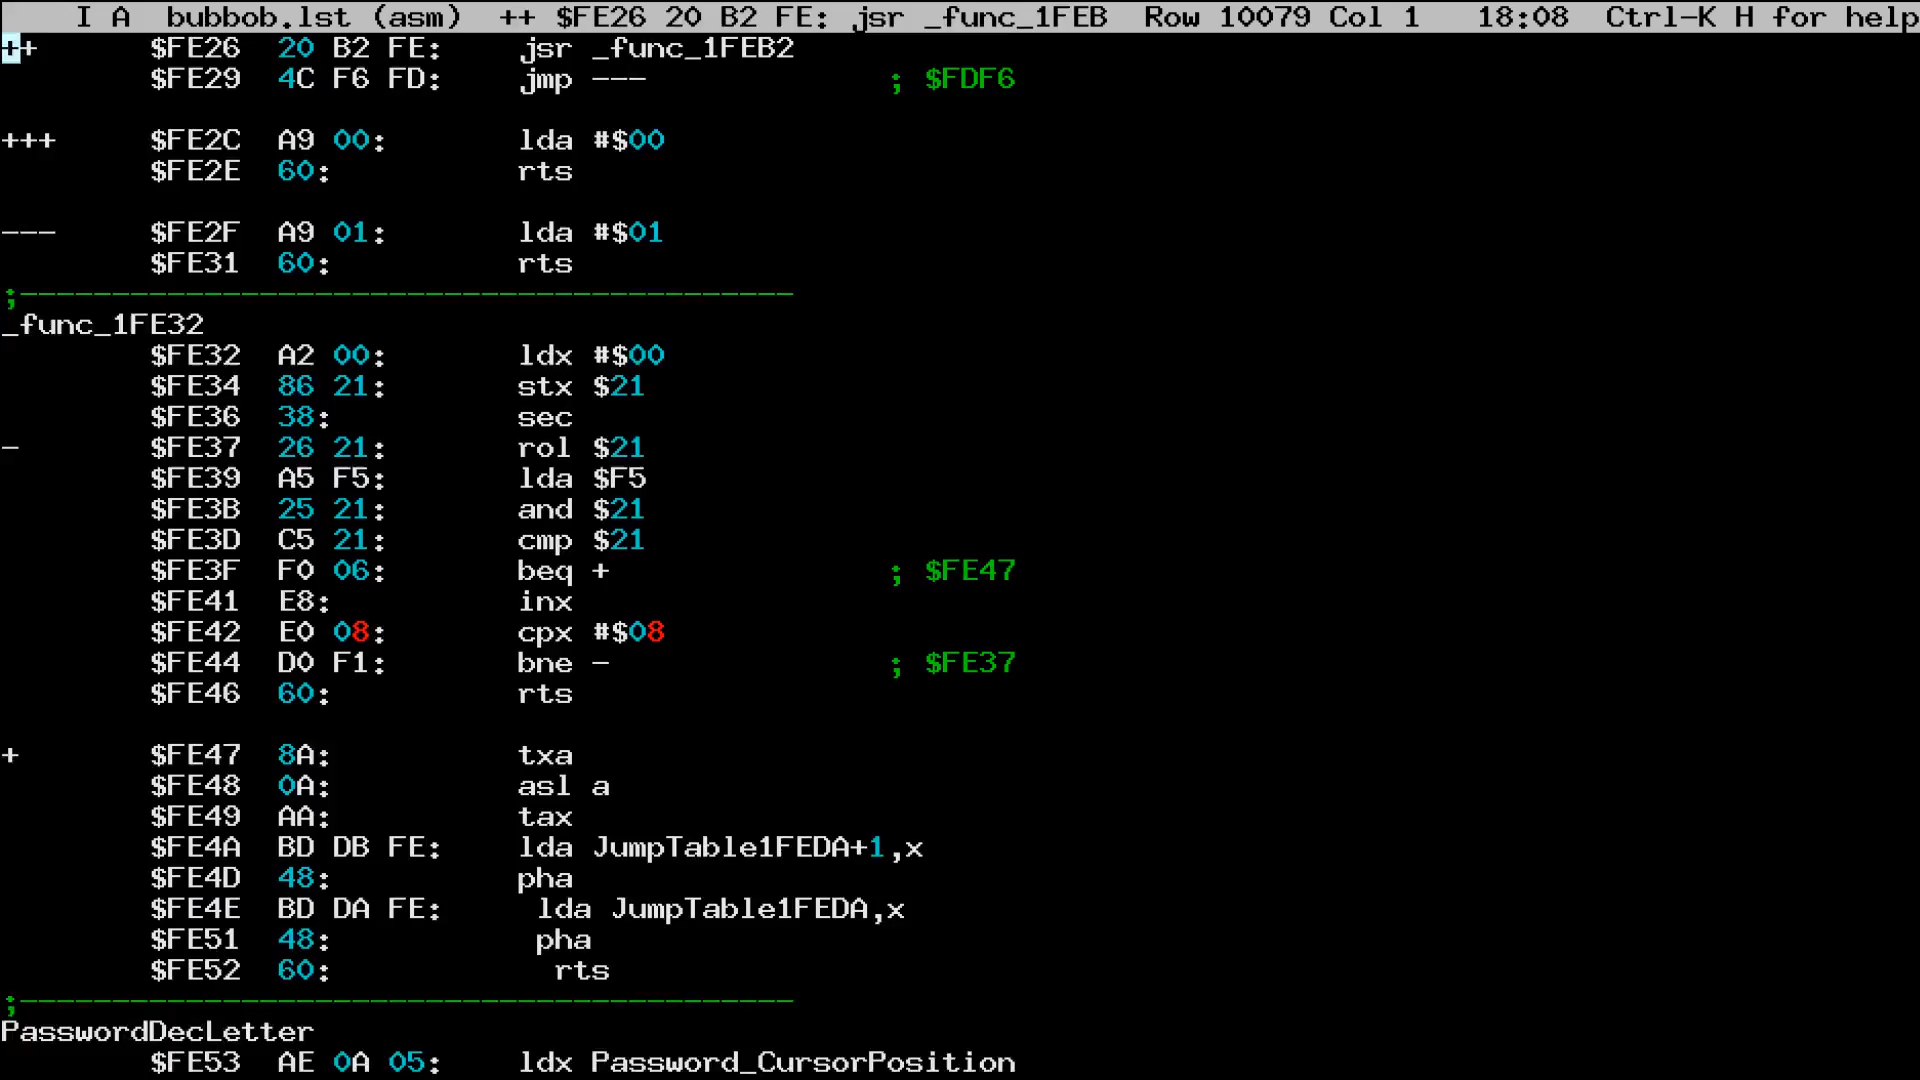 I A  bubbob.lst (asm)  ++ $FE26 20 B2 FE: jsr _func_1FEB  Row 10079 Col 1   18:08  Ctrl-K H for help
++      $FE26  20 B2 FE:    jsr _func_1FEB2
        $FE29  4C F6 FD:    jmp ---             ; $FDF6
+++     $FE2C  A9 00:       lda #$00
        $FE2E  60:          rts
---     $FE2F  A9 01:       lda #$01
        $FE31  60:          rts
;------------------------------------------
_func_1FE32
        $FE32  A2 00:       ldx #$00
        $FE34  86 21:       stx $21
        $FE36  38:          sec
-       $FE37  26 21:       rol $21
        $FE39  A5 F5:       lda $F5
        $FE3B  25 21:       and $21
        $FE3D  C5 21:       cmp $21
        $FE3F  F0 06:       beq +               ; $FE47
        $FE41  E8:          inx
        $FE42  E0 08:       cpx #$08
        $FE44  D0 F1:       bne -               ; $FE37
        $FE46  60:          rts
+       $FE47  8A:          txa
        $FE48  0A:          asl a
        $FE49  AA:          tax
        $FE4A  BD DB FE:    lda JumpTable1FEDA+1,x
        $FE4D  48:          pha
        $FE4E  BD DA FE:     lda JumpTable1FEDA,x
        $FE51  48:           pha
        $FE52  60:            rts
;------------------------------------------
PasswordDecLetter
        $FE53  AE 0A 05:    ldx Password_CursorPosition